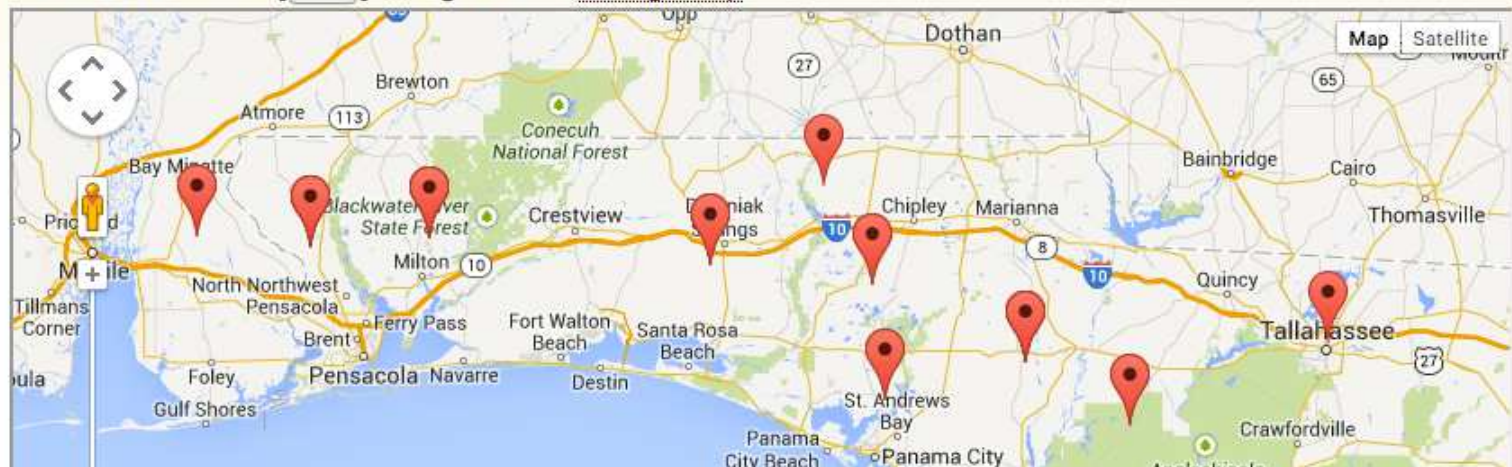 Opp
Dothan
Map
Satellite
27
65
Brewton
Atmore
113
Conecuh
National Forest
Bay Minette
Bainbridge
Cairo
Blackwater River
State Forest
Crestview
Springs
10
Chipley
Marianna
Thomasville
8
Milton
10
10
Mobile
North Northwest
Pensacola
Quincy
Tillmans
Corner
Ferry Pass
Brent
Fort Walton
Beach
Santa Rosa
Beach
Tallahassee
27
Foley
Pensacola
Navarre
Destin
Gulf Shores
St. Andrews
Bay
Crawfordville
Panama
City Beach
Panama City